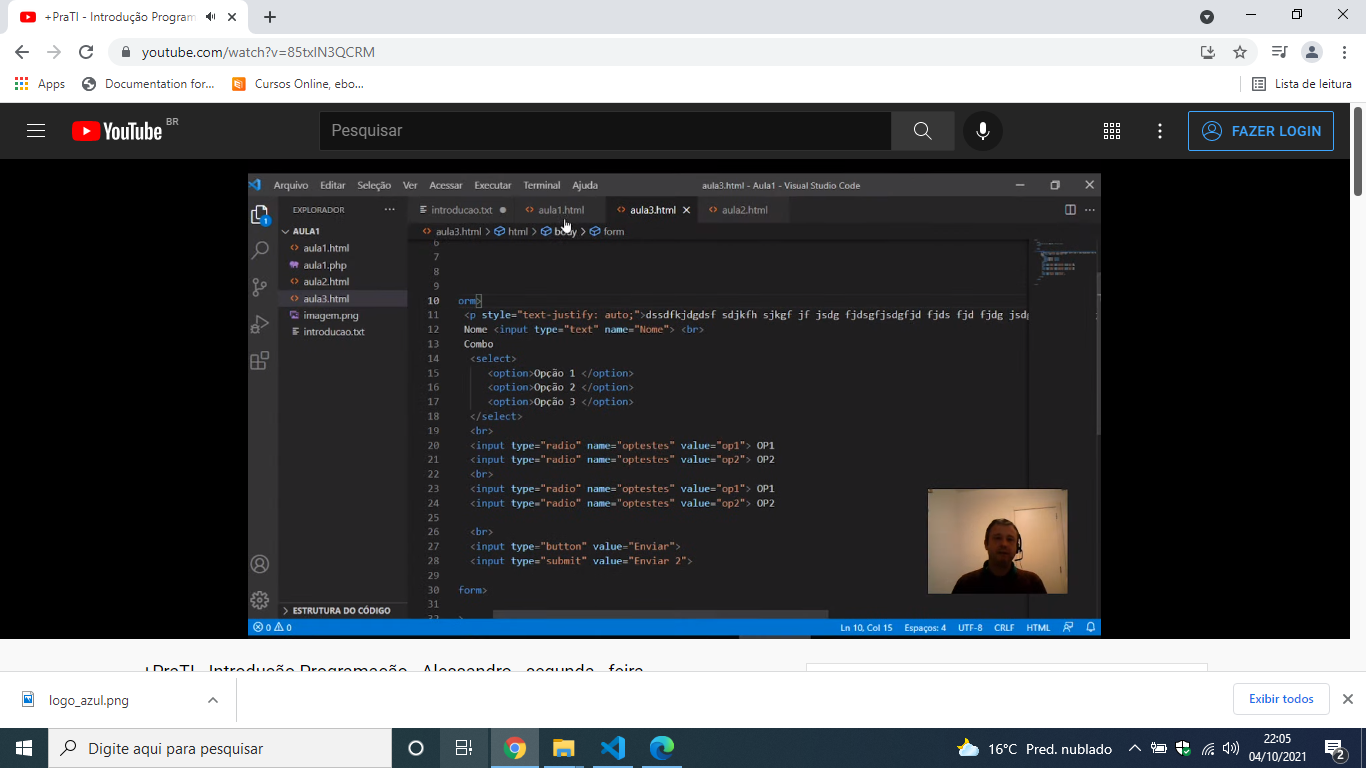 +PraTI - Introdução Program
youtube.com/watch?v=85txlN3QCRM
Apps Documentation for... Cursos Online, ebo... Lista de leitura
YouTube BR Pesquisar FAZER LOGIN
Arquivo Editar Seleção Ver Acessar Executar Terminal Ajuda aula3.html - Aula1 - Visual Studio Code
EXPLORADOR introducao.txt aula1.html aula3.html aula2.html
aula3.html > html > body > form
AULA1
aula1.html
aula1.php
aula2.html
aula3.html
imagem.png
introducao.txt
ESTRUTURA DO CÓDIGO
6
7
8
9
10 orm>
11 <p style="text-justify: auto;">dssdfkjdgdsf sdjkfh sjkgf jf jsdg fjdsgfjsdgfjd fjds fjd fjdg jsdg
12 Nome <input type="text" name="Nome"> <br>
13 Combo
14 <select>
15 <option>Opção 1 </option>
16 <option>Opção 2 </option>
17 <option>Opção 3 </option>
18 </select>
19 <br>
20 <input type="radio" name="optestes" value="op1"> OP1
21 <input type="radio" name="optestes" value="op2"> OP2
22 <br>
23 <input type="radio" name="optestes" value="op1"> OP1
24 <input type="radio" name="optestes" value="op2"> OP2
25
26 <br>
27 <input type="button" value="Enviar">
28 <input type="submit" value="Enviar 2">
29
30 form>
31
32 >
0 0 Ln 10, Col 15 Espaços: 4 UTF-8 CRLF HTML
+PraTI - Introdução Programação - Alessandro - segunda - feira
logo_azul.png Exibir todos
Digite aqui para pesquisar 16°C Pred. nublado 22:05
04/10/2021 2